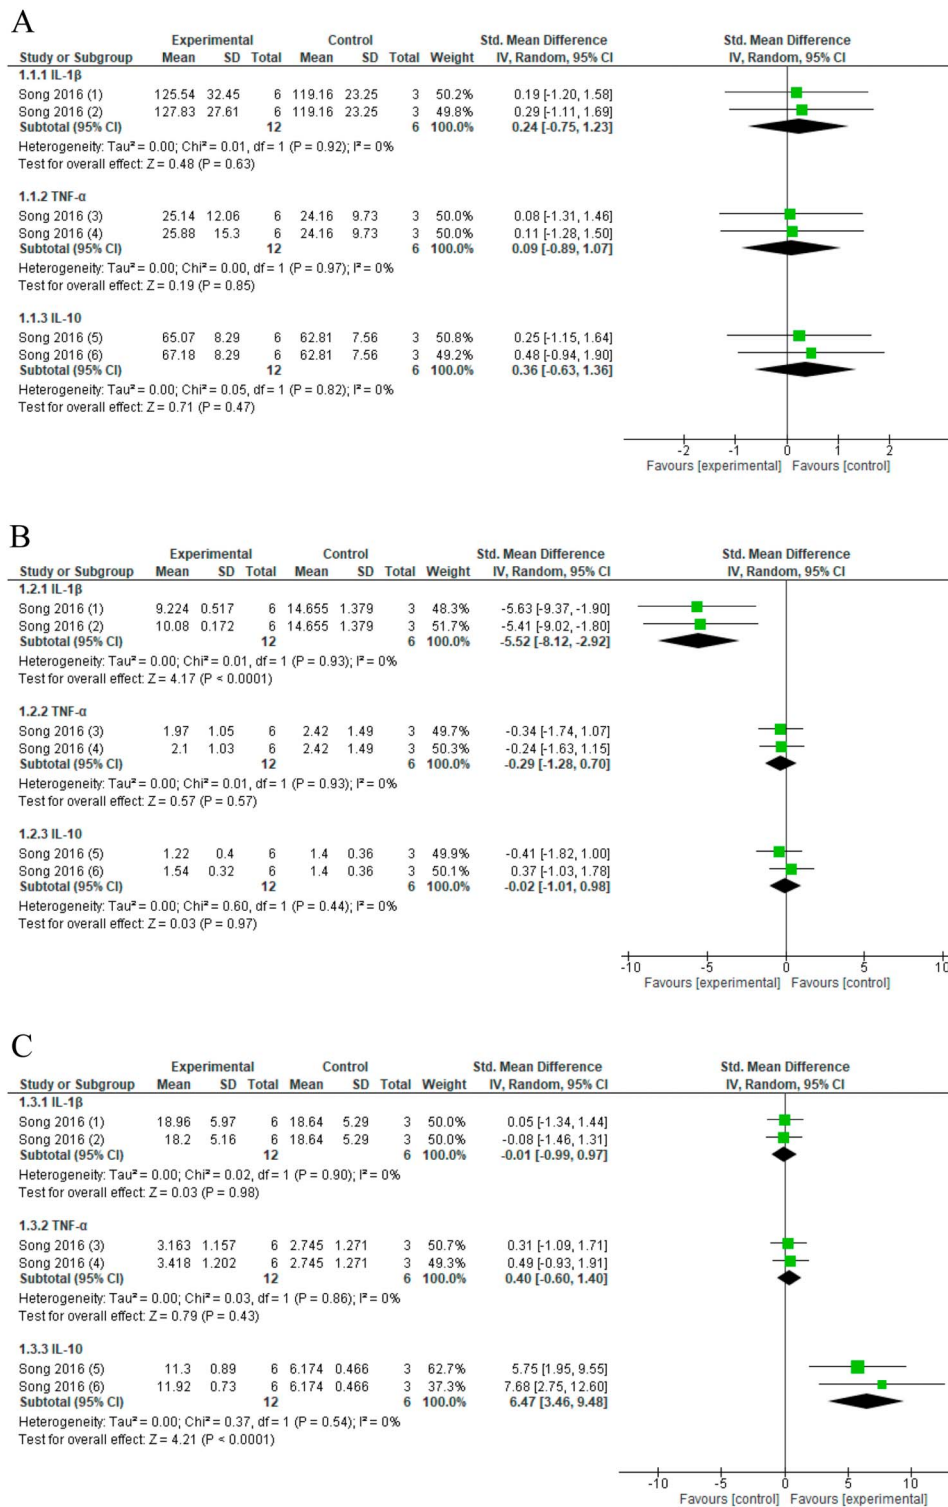 A
Experimental Control Std. Mean Difference Std. Mean Difference
Study or Subgroup Mean SD Total Mean SD Total Weight IV, Random, 95% CI IV, Random, 95% CI
1.1.1 IL-1β
Song 2016 (1) 125.54 32.45 6 119.16 23.25 3 50.2% 0.19 [-1.20, 1.58]
Song 2016 (2) 127.83 27.61 6 119.16 23.25 3 49.8% 0.29 [-1.11, 1.69]
Subtotal (95% CI) 12 6 100.0% 0.24 [-0.75, 1.23]
Heterogeneity: Tau² = 0.00; Chi² = 0.01, df = 1 (P = 0.92); I² = 0%
Test for overall effect: Z = 0.48 (P = 0.63)
1.1.2 TNF-α
Song 2016 (3) 25.14 12.06 6 24.16 9.73 3 50.0% 0.08 [-1.31, 1.46]
Song 2016 (4) 25.88 15.3 6 24.16 9.73 3 50.0% 0.11 [-1.28, 1.50]
Subtotal (95% CI) 12 6 100.0% 0.09 [-0.89, 1.07]
Heterogeneity: Tau² = 0.00; Chi² = 0.00, df = 1 (P = 0.97); I² = 0%
Test for overall effect: Z = 0.19 (P = 0.85)
1.1.3 IL-10
Song 2016 (5) 65.07 8.29 6 62.81 7.56 3 50.8% 0.25 [-1.15, 1.64]
Song 2016 (6) 67.18 8.29 6 62.81 7.56 3 49.2% 0.48 [-0.94, 1.90]
Subtotal (95% CI) 12 6 100.0% 0.36 [-0.63, 1.36]
Heterogeneity: Tau² = 0.00; Chi² = 0.05, df = 1 (P = 0.82); I² = 0%
Test for overall effect: Z = 0.71 (P = 0.47)
-2 -1 0 1 2
Favours [experimental] Favours [control]
B
Experimental Control Std. Mean Difference Std. Mean Difference
Study or Subgroup Mean SD Total Mean SD Total Weight IV, Random, 95% CI IV, Random, 95% CI
1.2.1 IL-1β
Song 2016 (1) 9.224 0.517 6 14.655 1.379 3 48.3% -5.63 [-9.37, -1.90]
Song 2016 (2) 10.08 0.172 6 14.655 1.379 3 51.7% -5.41 [-9.02, -1.80]
Subtotal (95% CI) 12 6 100.0% -5.52 [-8.12, -2.92]
Heterogeneity: Tau² = 0.00; Chi² = 0.01, df = 1 (P = 0.93); I² = 0%
Test for overall effect: Z = 4.17 (P < 0.0001)
1.2.2 TNF-α
Song 2016 (3) 1.97 1.05 6 2.42 1.49 3 49.7% -0.34 [-1.74, 1.07]
Song 2016 (4) 2.1 1.03 6 2.42 1.49 3 50.3% -0.24 [-1.63, 1.15]
Subtotal (95% CI) 12 6 100.0% -0.29 [-1.28, 0.70]
Heterogeneity: Tau² = 0.00; Chi² = 0.01, df = 1 (P = 0.93); I² = 0%
Test for overall effect: Z = 0.57 (P = 0.57)
1.2.3 IL-10
Song 2016 (5) 1.22 0.4 6 1.4 0.36 3 49.9% -0.41 [-1.82, 1.00]
Song 2016 (6) 1.54 0.32 6 1.4 0.36 3 50.1% 0.37 [-1.03, 1.78]
Subtotal (95% CI) 12 6 100.0% -0.02 [-1.01, 0.98]
Heterogeneity: Tau² = 0.00; Chi² = 0.60, df = 1 (P = 0.44); I² = 0%
Test for overall effect: Z = 0.03 (P = 0.97)
-10 -5 0 5 10
Favours [experimental] Favours [control]
C
Experimental Control Std. Mean Difference Std. Mean Difference
Study or Subgroup Mean SD Total Mean SD Total Weight IV, Random, 95% CI IV, Random, 95% CI
1.3.1 IL-1β
Song 2016 (1) 18.96 5.97 6 18.64 5.29 3 50.0% 0.05 [-1.34, 1.44]
Song 2016 (2) 18.2 5.16 6 18.64 5.29 3 50.0% -0.08 [-1.46, 1.31]
Subtotal (95% CI) 12 6 100.0% -0.01 [-0.99, 0.97]
Heterogeneity: Tau² = 0.00; Chi² = 0.02, df = 1 (P = 0.90); I² = 0%
Test for overall effect: Z = 0.03 (P = 0.98)
1.3.2 TNF-α
Song 2016 (3) 3.163 1.157 6 2.745 1.271 3 50.7% 0.31 [-1.09, 1.71]
Song 2016 (4) 3.418 1.202 6 2.745 1.271 3 49.3% 0.49 [-0.93, 1.91]
Subtotal (95% CI) 12 6 100.0% 0.40 [-0.60, 1.40]
Heterogeneity: Tau² = 0.00; Chi² = 0.03, df = 1 (P = 0.86); I² = 0%
Test for overall effect: Z = 0.79 (P = 0.43)
1.3.3 IL-10
Song 2016 (5) 11.3 0.89 6 6.174 0.466 3 62.7% 5.75 [1.95, 9.55]
Song 2016 (6) 11.92 0.73 6 6.174 0.466 3 37.3% 7.68 [2.75, 12.60]
Subtotal (95% CI) 12 6 100.0% 6.47 [3.46, 9.48]
Heterogeneity: Tau² = 0.00; Chi² = 0.37, df = 1 (P = 0.54); I² = 0%
Test for overall effect: Z = 4.21 (P < 0.0001)
-10 -5 0 5 10
Favours [control] Favours [experimental]